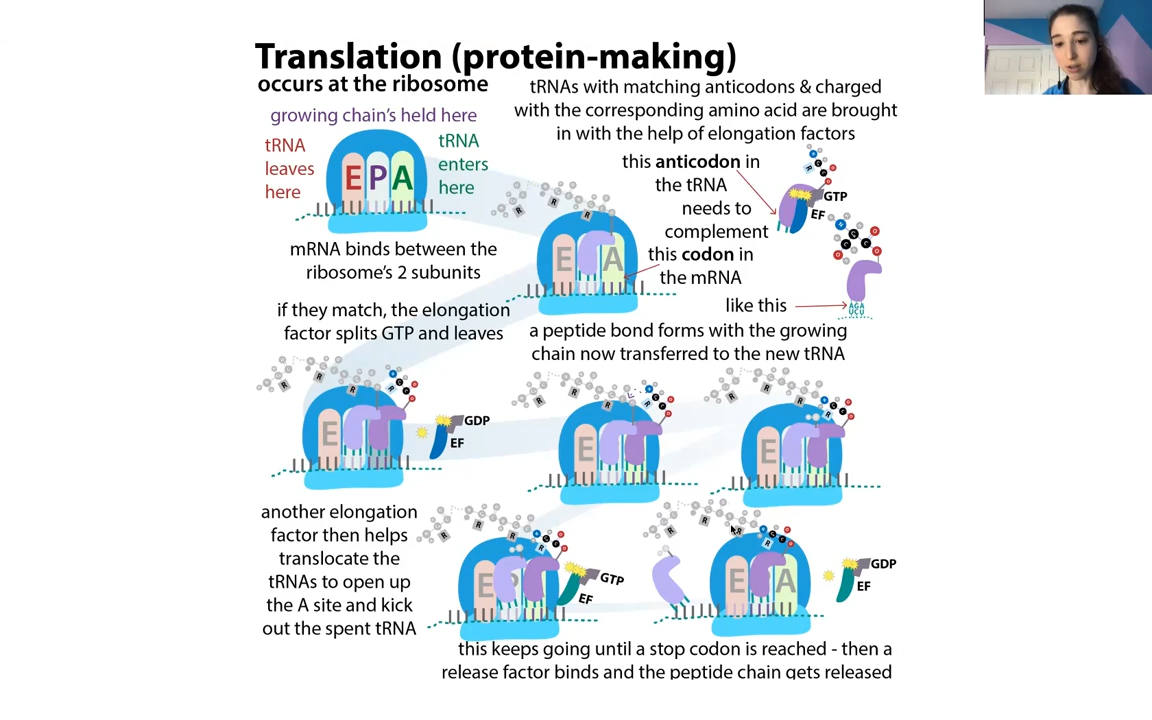 Translation (protein-making)
occurs at the ribosome
growing chain's held here
tRNA
leaves
here
tRNA
enters
here
E P A
mRNA binds between the
ribosome's 2 subunits
tRNAs with matching anticodons & charged
with the corresponding amino acid are brought
in with the help of elongation factors
this anticodon in
the tRNA
needs to
complement
this codon in
the mRNA
like this
GTP
EF
AGA
UCU
R R R
E A
if they match, the elongation
factor splits GTP and leaves
a peptide bond forms with the growing
chain now transferred to the new tRNA
R R R
E
GDP
EF
R R R R
E
R R R
E
another elongation
factor then helps
translocate the
tRNAs to open up
the A site and kick
out the spent tRNA
R R R
E P
GTP
EF
R R R R
E A
GDP
EF
this keeps going until a stop codon is reached - then a
release factor binds and the peptide chain gets released